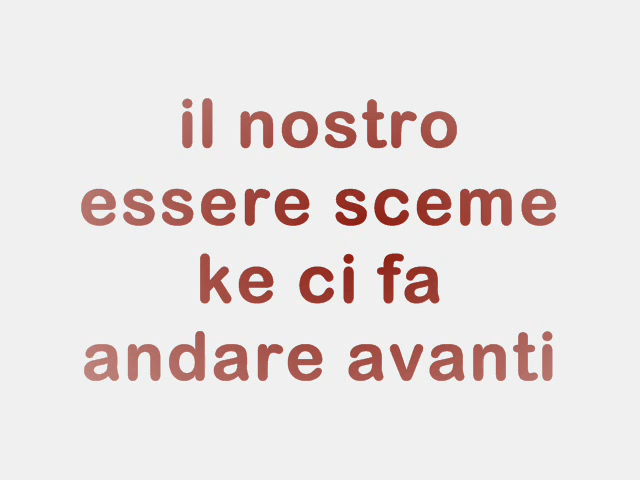 il nostro
essere sceme
ke ci fa
andare avanti